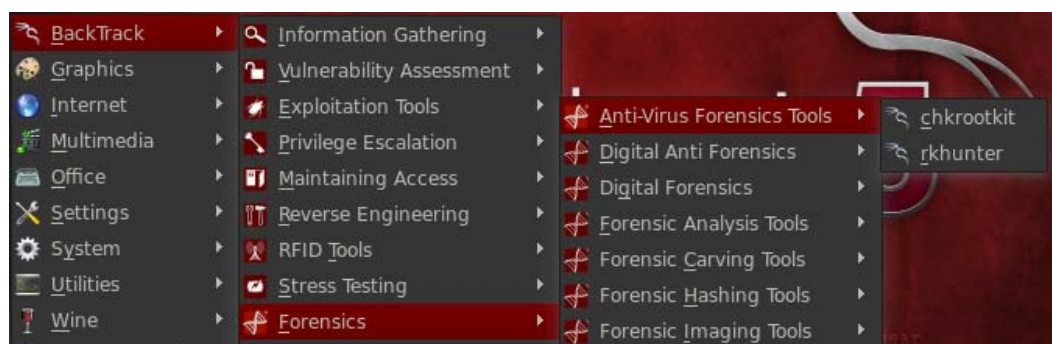 BackTrack
Graphics
Internet
Multimedia
Office
Settings
System
Utilities
Wine
Information Gathering
Vulnerability Assessment
Exploitation Tools
Privilege Escalation
Maintaining Access
Reverse Engineering
RFID Tools
Stress Testing
Forensics
Anti-Virus Forensics Tools
Digital Anti Forensics
Digital Forensics
Forensic Analysis Tools
Forensic Carving Tools
Forensic Hashing Tools
Forensic Imaging Tools
chkrootkit
rkhunter